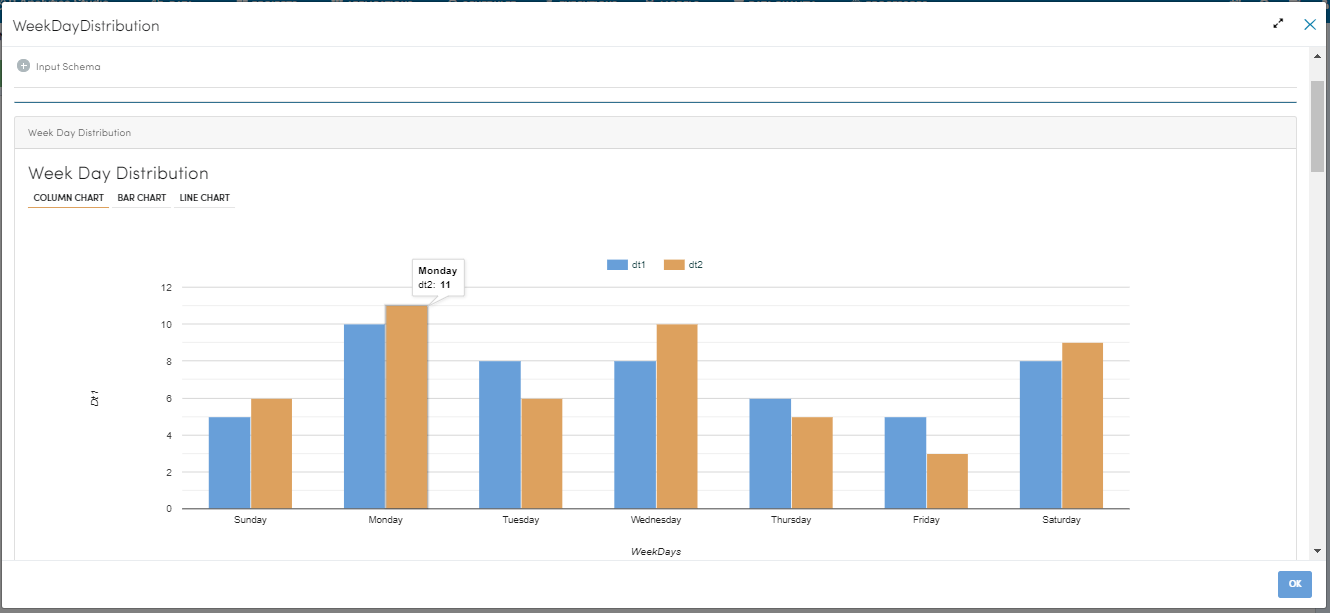 WeekDayDistribution
Input Schema
Week Day Distribution
Week Day Distribution
COLUMN CHART BAR CHART LINE CHART
dt1 dt2
Monday
dt2: 11
12
10
8
6
4
2
0
Dt1
Sunday Monday Tuesday Wednesday Thursday Friday Saturday
WeekDays
OK